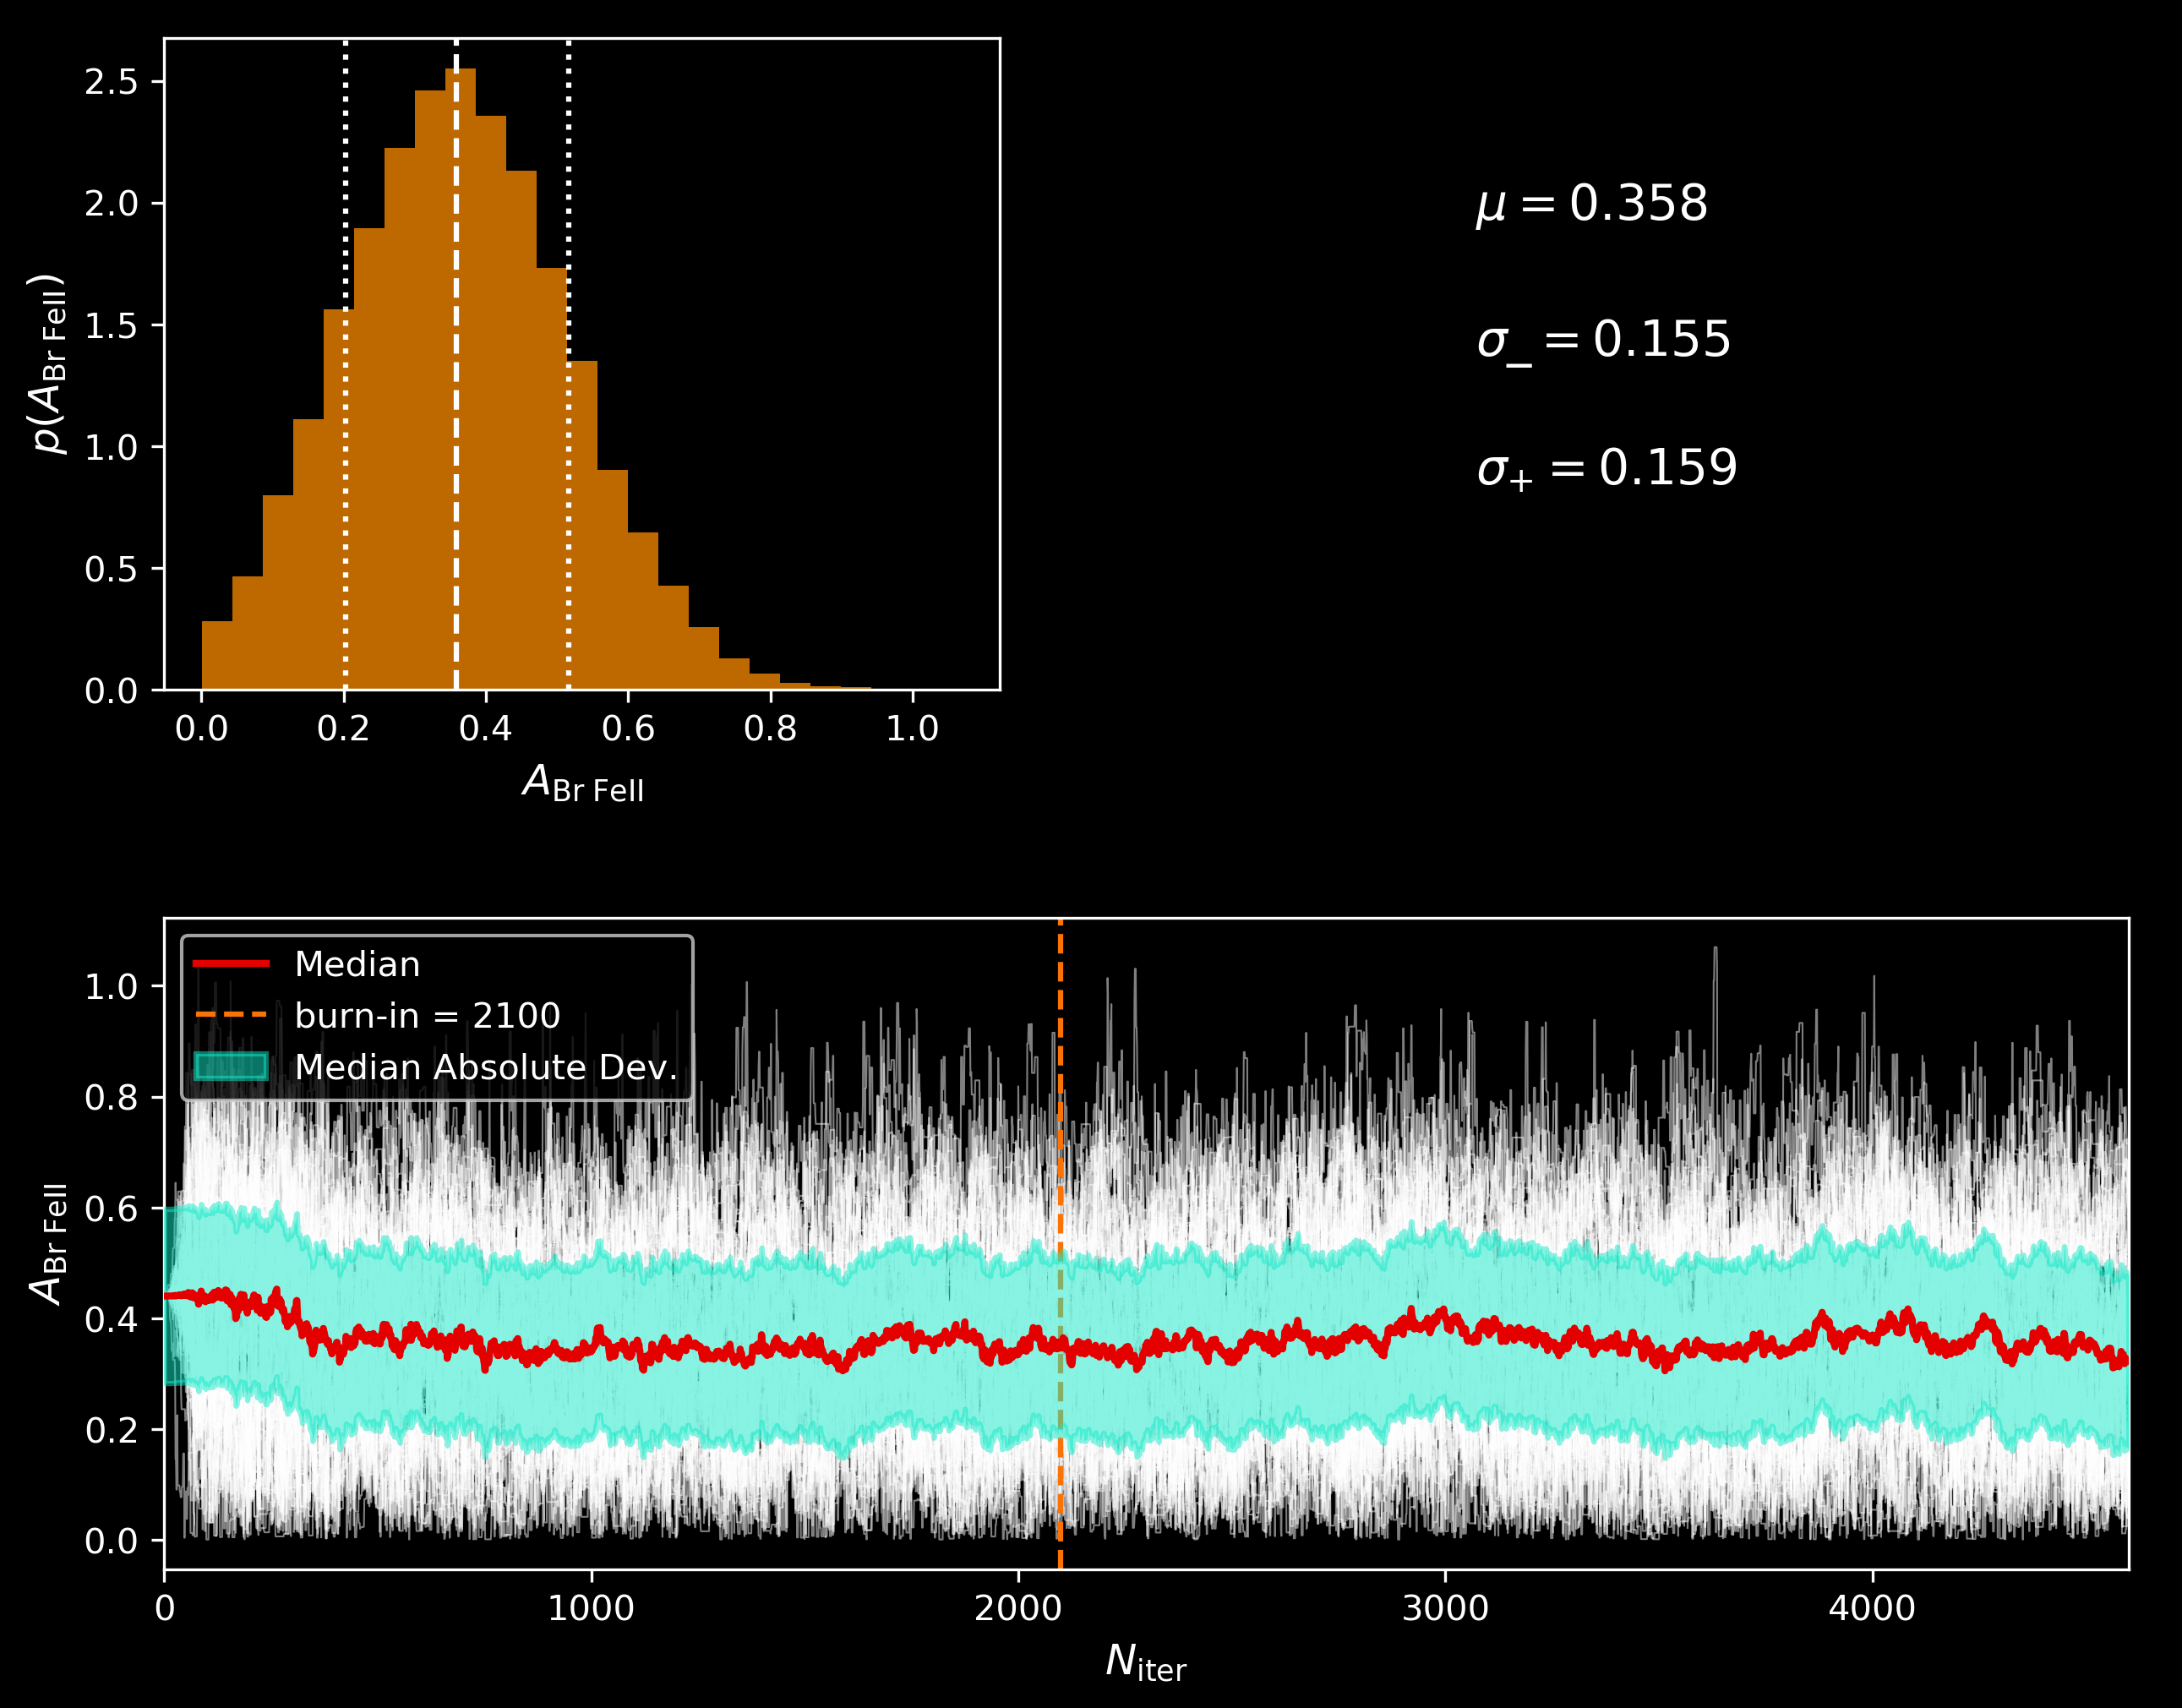 2.5
2.0
1.5
1.0
0.5
0.0
p(A_Br FeII)
0.0 0.2 0.4 0.6 0.8 1.0
A_Br FeII
μ = 0.358
σ_− = 0.155
σ_+ = 0.159
Median
burn-in = 2100
Median Absolute Dev.
1.0
0.8
0.6
0.4
0.2
0.0
A_Br FeII
0 1000 2000 3000 4000
N_iter